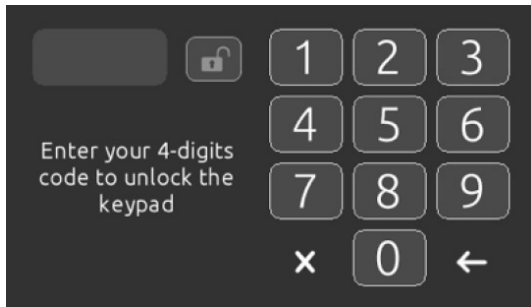 1 2 3
4 5 6
Enter your 4-digits
code to unlock the
keypad
7 8 9
x 0 ←